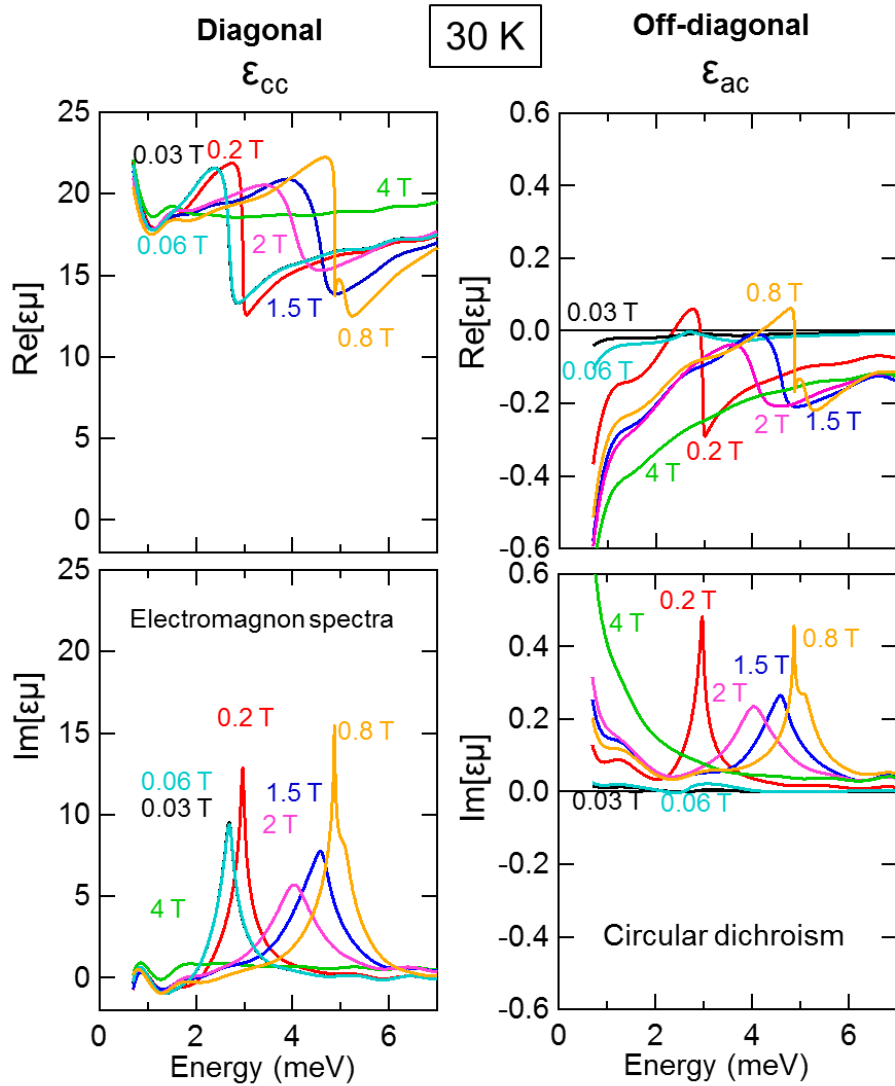 Diagonal
30 K
Off-diagonal
εcc
εac
25
20
15
10
5
0
Re[εμ]
0.03 T
0.2 T
4 T
0.06 T
2 T
1.5 T
0.8 T
0.6
0.4
0.2
0.0
-0.2
-0.4
-0.6
Re[εμ]
0.03 T
0.8 T
0.06 T
2 T
1.5 T
0.2 T
4 T
25
20
15
10
5
0
Im[εμ]
Electromagnon spectra
0.2 T
0.8 T
0.06 T
0.03 T
1.5 T
2 T
4 T
0
2
4
6
Energy (meV)
0.6
0.4
0.2
0.0
-0.2
-0.4
-0.6
Im[εμ]
4 T
0.2 T
0.8 T
1.5 T
2 T
0.03 T
0.06 T
Circular dichroism
0
2
4
6
Energy (meV)